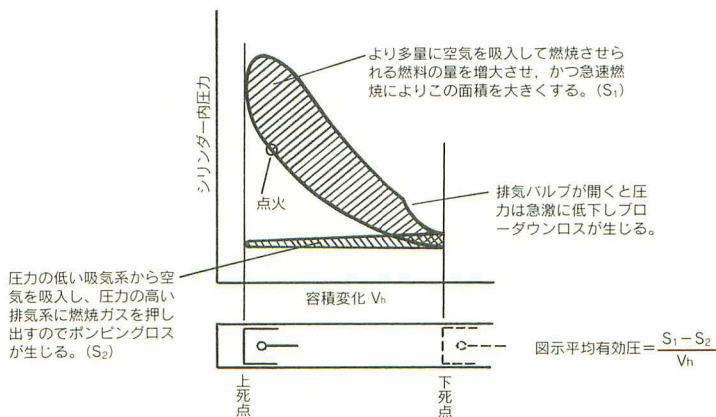 より多量に空気を吸入して燃焼させら
れる燃料の量を増大させ、かつ急速燃
焼によりこの面積を大きくする。(S₁)
シリンダー内圧力
点火
排気バルブが開くと圧
力は急激に低下しブロ
ーダウンロスが生じる。
圧力の低い吸気系から空
気を吸入し、圧力の高い
排気系に燃焼ガスを押し
出すのでポンピングロス
が生じる。(S₂)
容積変化 Vh
図示平均有効圧＝S₁−S₂
Vh
上死点
下死点